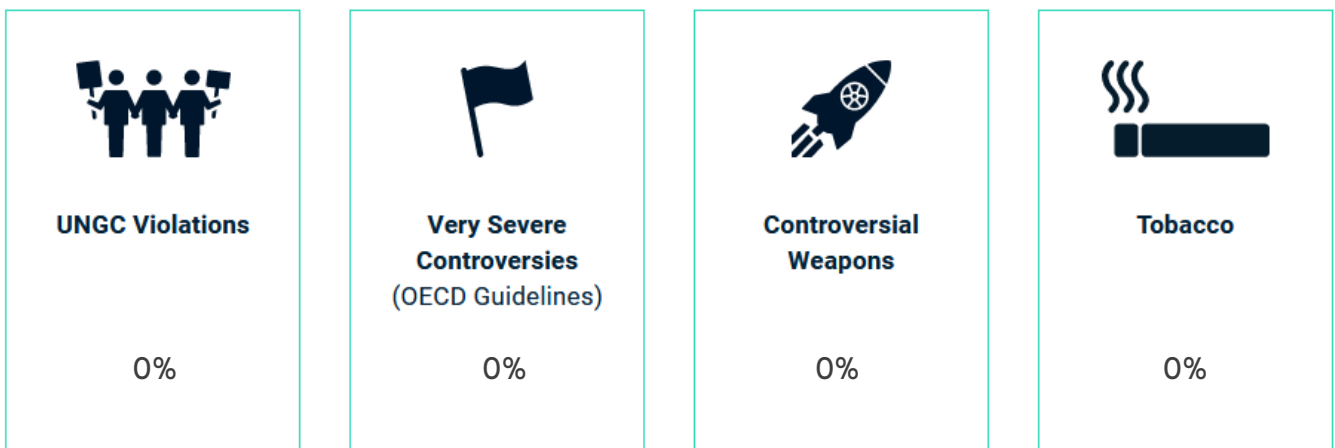 UNGC Violations
0%
Very Severe
Controversies
(OECD Guidelines)
0%
Controversial
Weapons
0%
Tobacco
0%